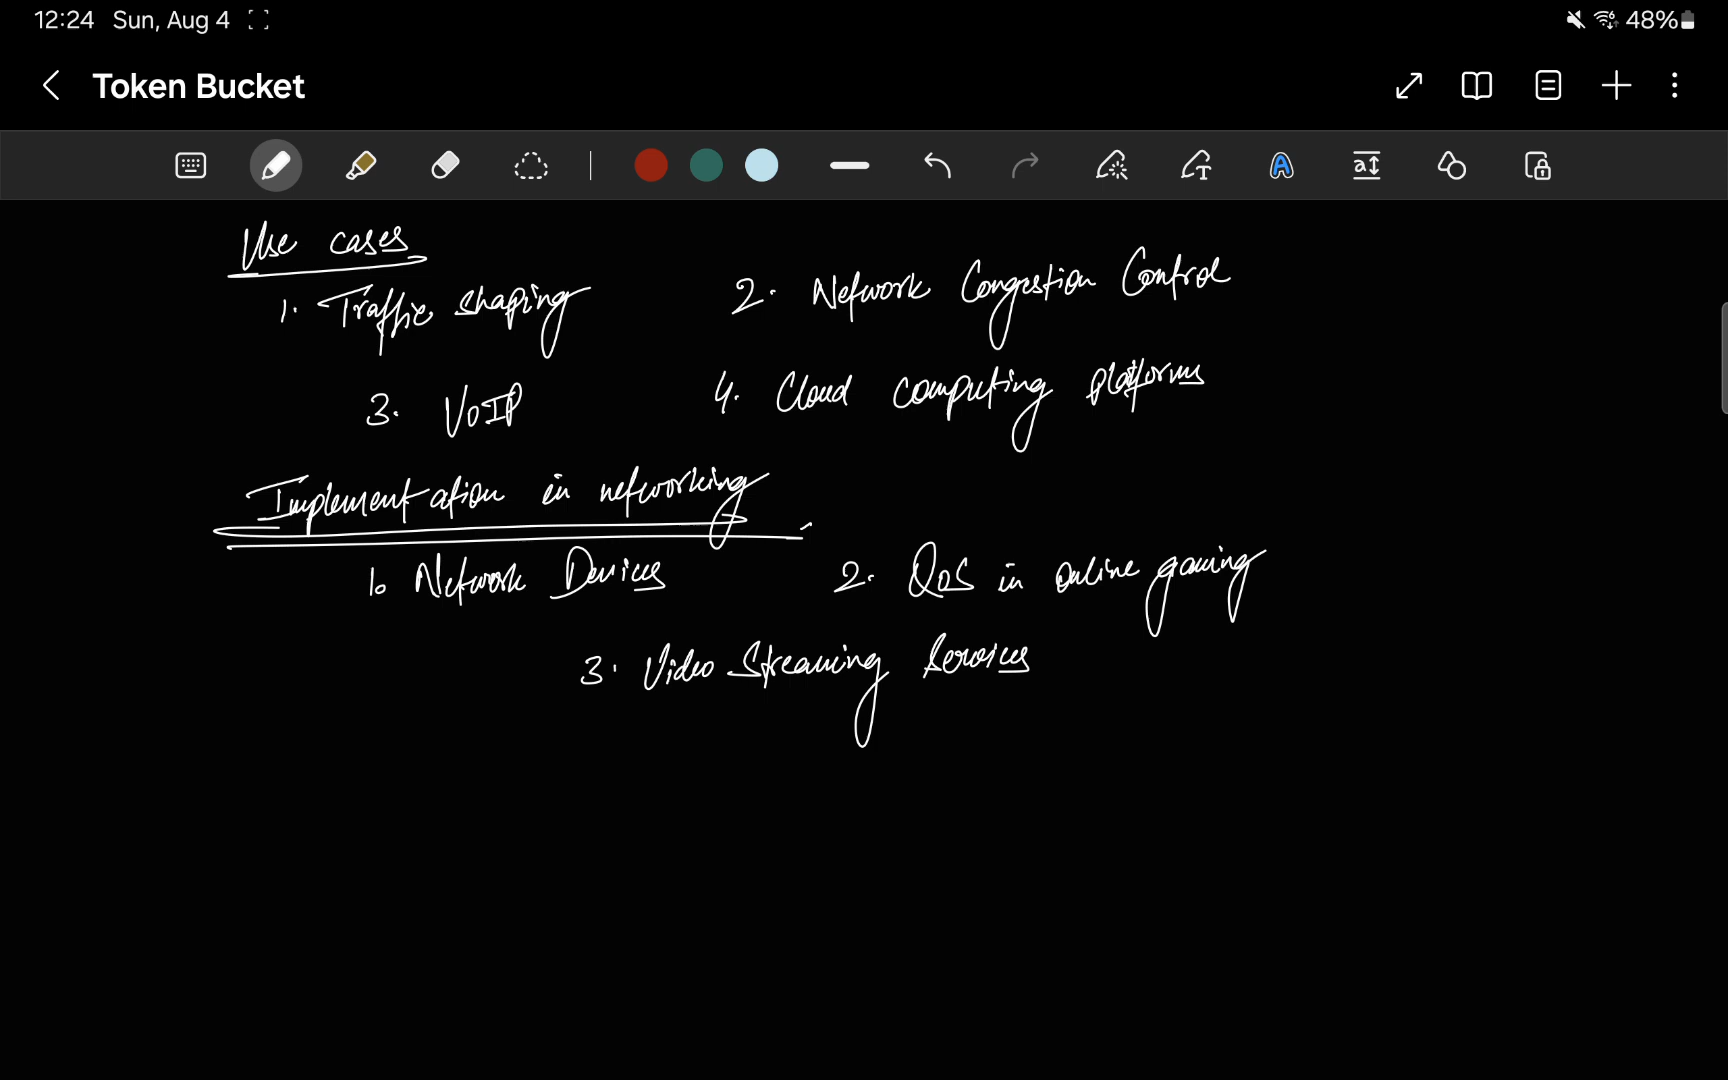 12:24 Sun, Aug 4 48%
Token Bucket
Use cases
1. Traffic shaping 2. Network Congestion Control
3. VoIP 4. Cloud computing platforms
Implementation in networking
1. Network Devices 2. QoS in online gaming
3. Video Streaming Services